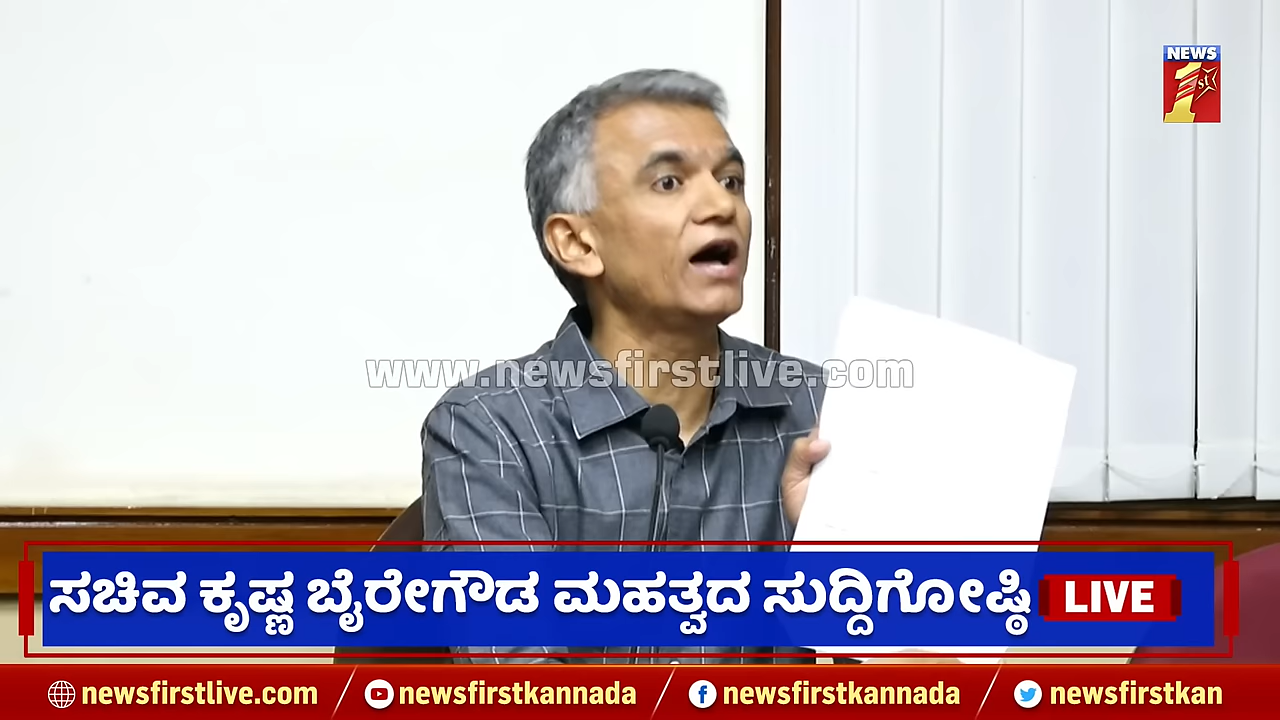 NEWS
1st
www.newsfirstlive.com
ಸಚಿವ ಕೃಷ್ಣ ಬೈರೇಗೌಡ ಮಹತ್ವದ ಸುದ್ದಿಗೋಷ್ಠಿ LIVE
newsfirstlive.com newsfirstkannada newsfirstkannada newsfirstkan